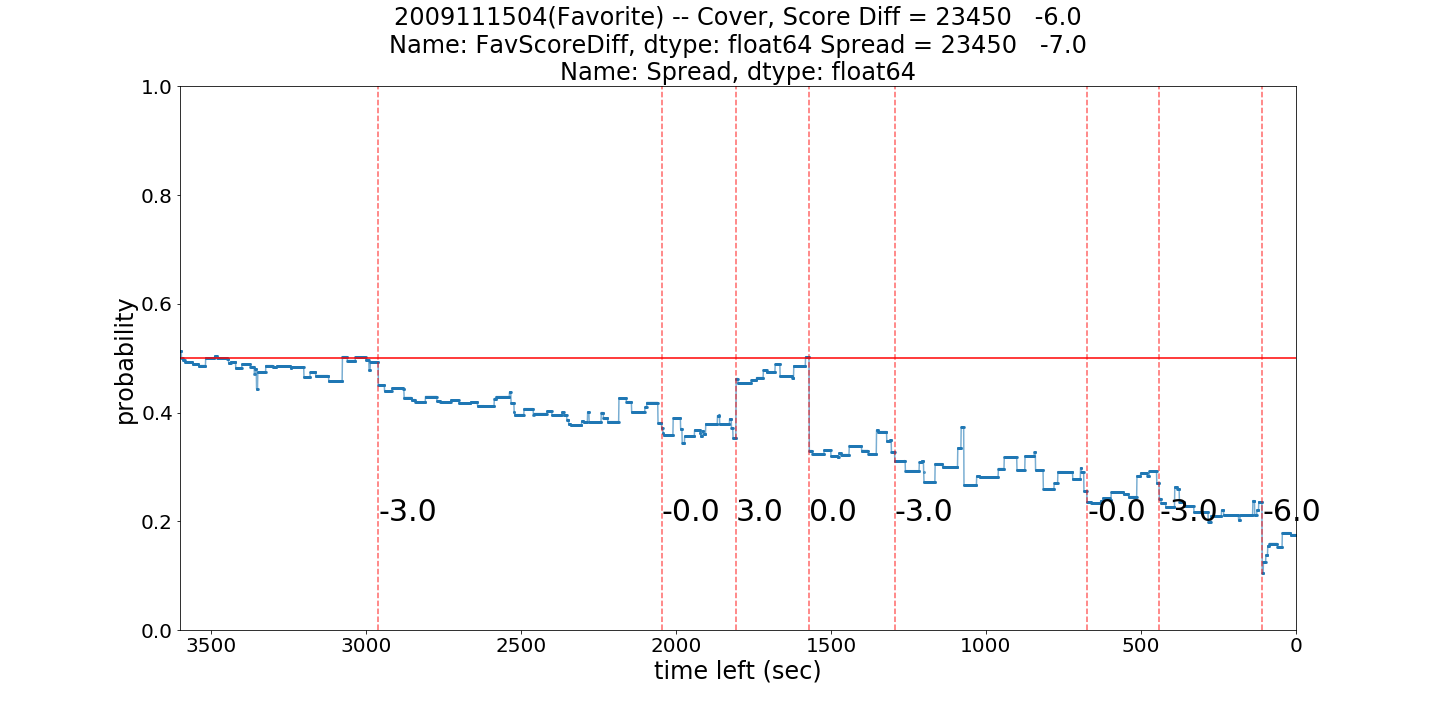 2009111504(Favorite) -- Cover, Score Diff = 23450   -6.0
Name: FavScoreDiff, dtype: float64 Spread = 23450   -7.0
Name: Spread, dtype: float64
1.0
0.8
0.6
0.4
0.2
0.0
probability
-3.0 -0.0 3.0 0.0 -3.0 -0.0 -3.0 -6.0
3500 3000 2500 2000 1500 1000 500 0
time left (sec)